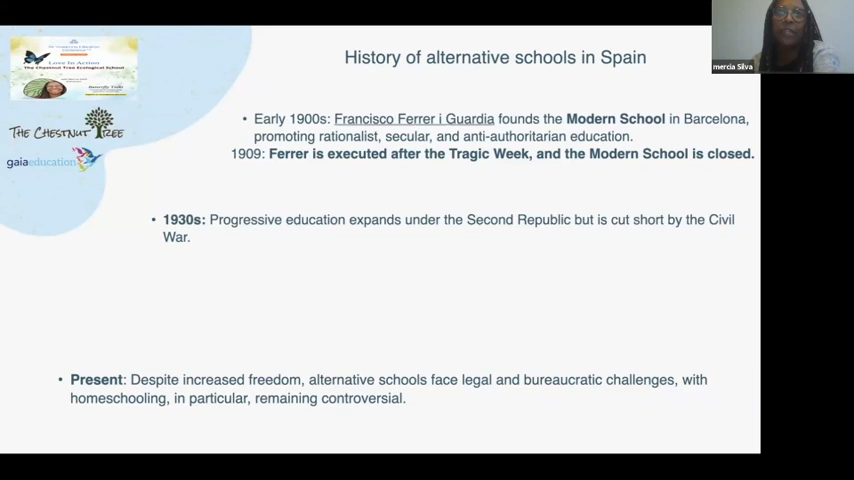 Love In Action
The Chestnut Tree Ecological School
Butterfly Talks
THE CHESTNUT TREE
gaiaeducation
mercia Silva
History of alternative schools in Spain
• Early 1900s: Francisco Ferrer i Guardia founds the Modern School in Barcelona,
promoting rationalist, secular, and anti-authoritarian education.
1909: Ferrer is executed after the Tragic Week, and the Modern School is closed.
• 1930s: Progressive education expands under the Second Republic but is cut short by the Civil
War.
• Present: Despite increased freedom, alternative schools face legal and bureaucratic challenges, with
homeschooling, in particular, remaining controversial.